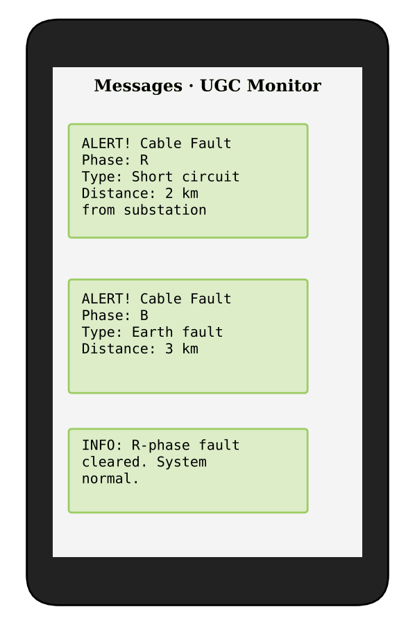 Messages · UGC Monitor
ALERT! Cable Fault
Phase: R
Type: Short circuit
Distance: 2 km
from substation
ALERT! Cable Fault
Phase: B
Type: Earth fault
Distance: 3 km
INFO: R-phase fault
cleared. System
normal.